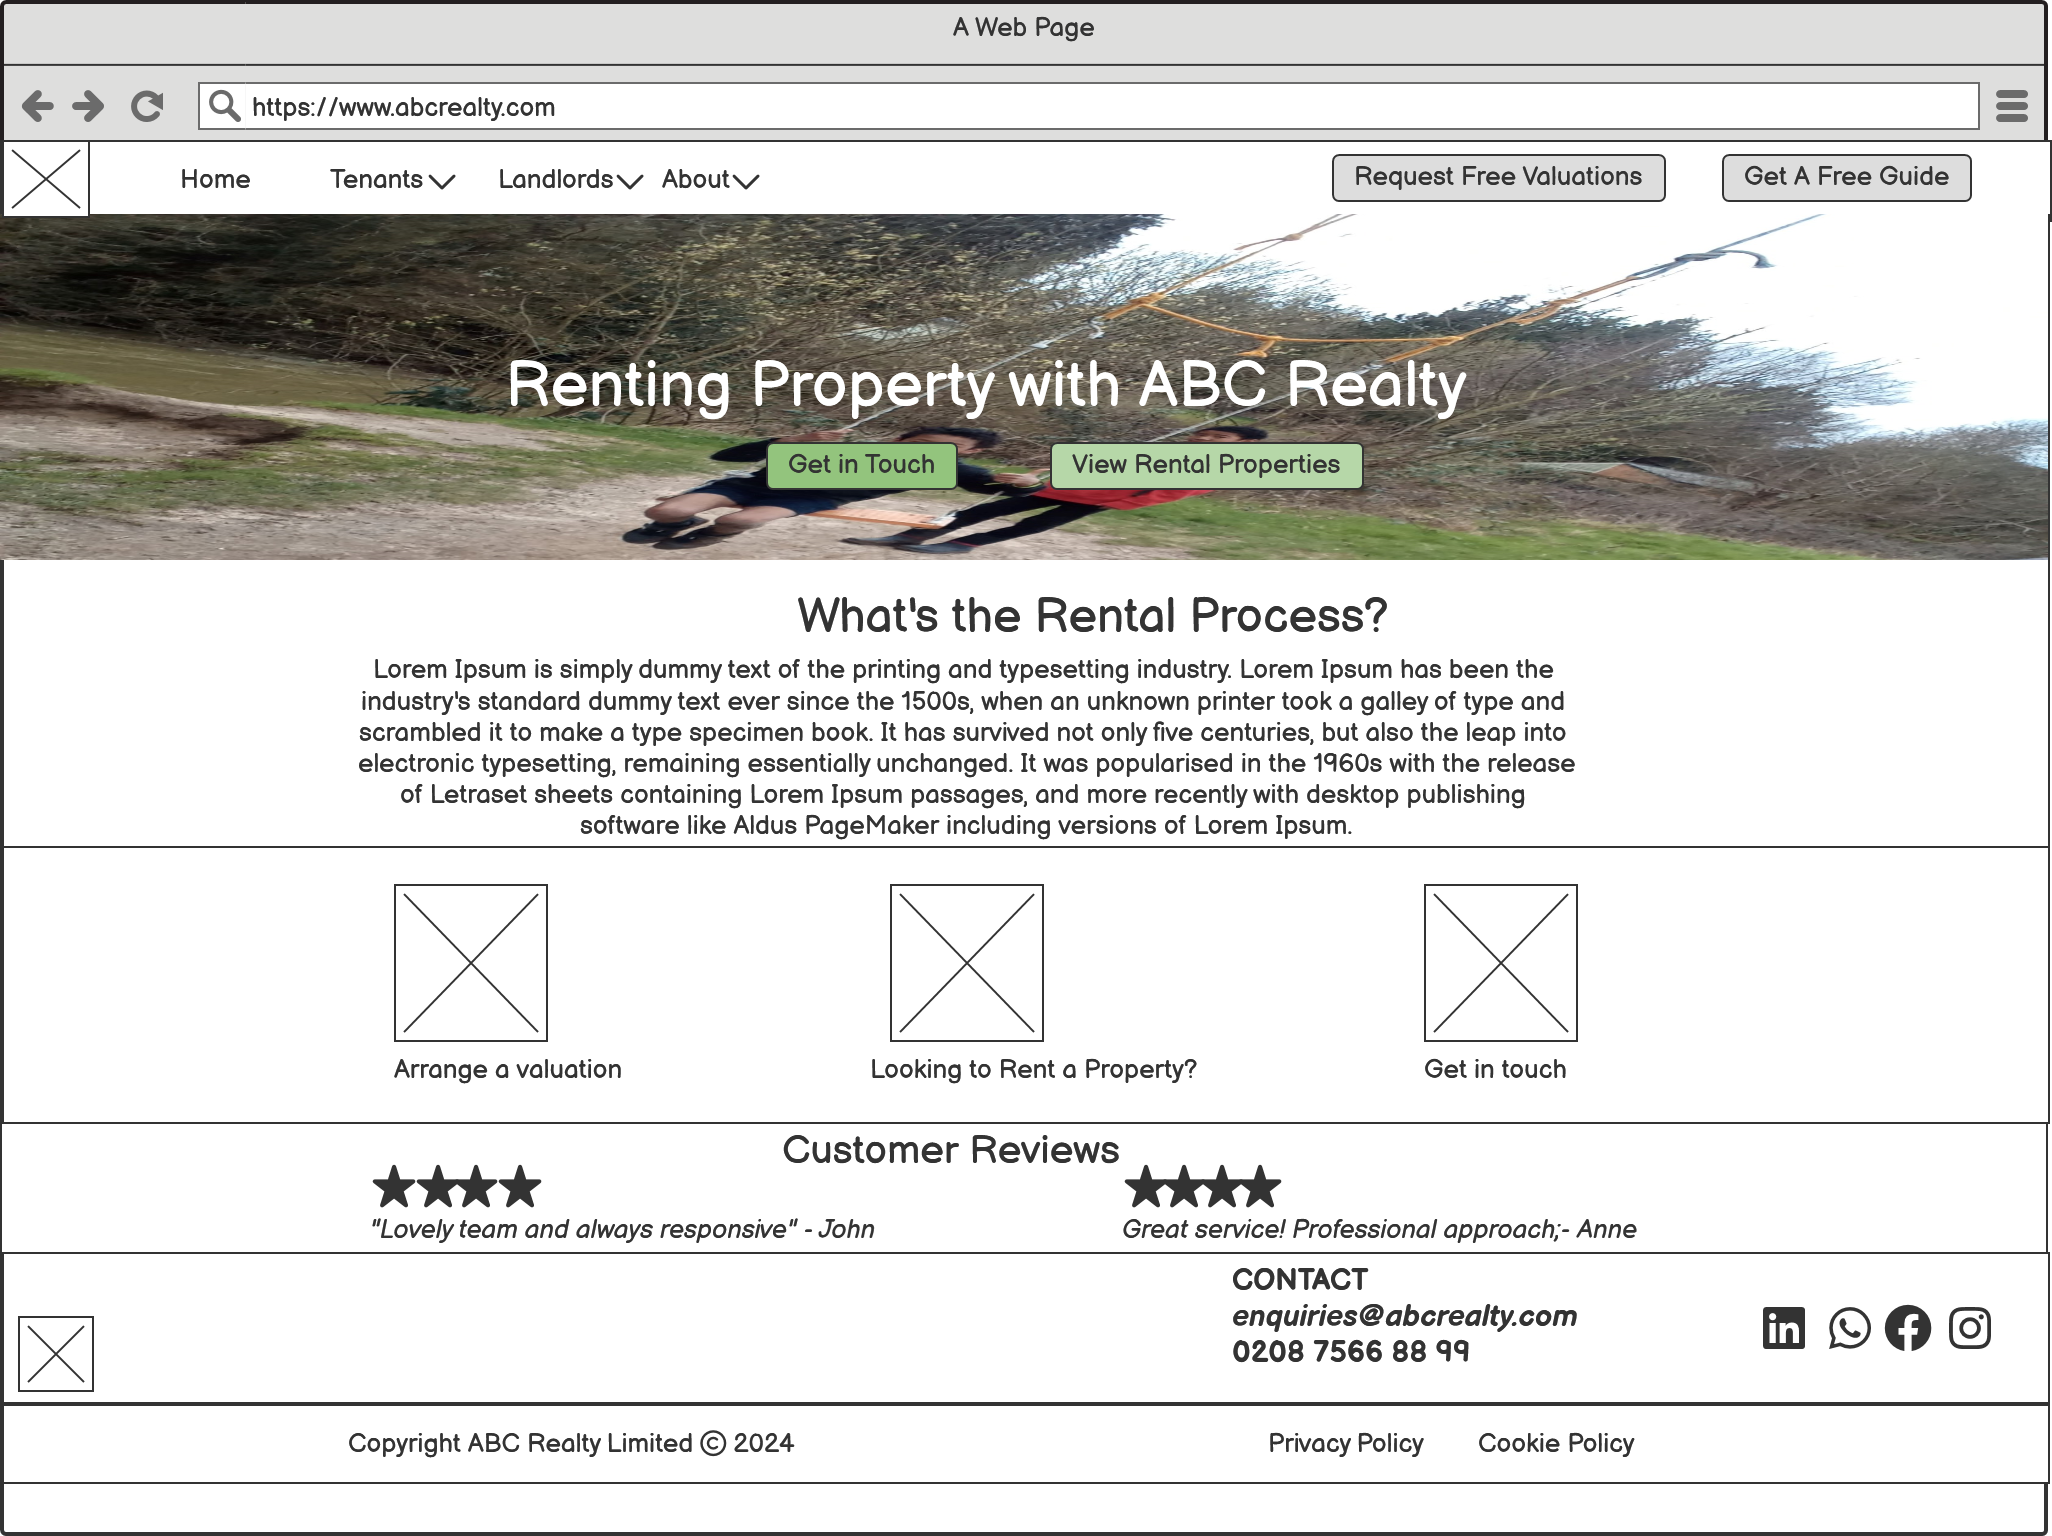 A Web Page
https://www.abcrealty.com
Home Tenants Landlords About Request Free Valuations Get A Free Guide
Renting Property with ABC Realty
Get in Touch View Rental Properties
What's the Rental Process?
Lorem Ipsum is simply dummy text of the printing and typesetting industry. Lorem Ipsum has been the
industry's standard dummy text ever since the 1500s, when an unknown printer took a galley of type and
scrambled it to make a type specimen book. It has survived not only five centuries, but also the leap into
electronic typesetting, remaining essentially unchanged. It was popularised in the 1960s with the release
of Letraset sheets containing Lorem Ipsum passages, and more recently with desktop publishing
software like Aldus PageMaker including versions of Lorem Ipsum.
Arrange a valuation Looking to Rent a Property? Get in touch
Customer Reviews
"Lovely team and always responsive" - John
Great service! Professional approach;- Anne
CONTACT
enquiries@abcrealty.com
0208 7566 88 99
Copyright ABC Realty Limited © 2024 Privacy Policy Cookie Policy